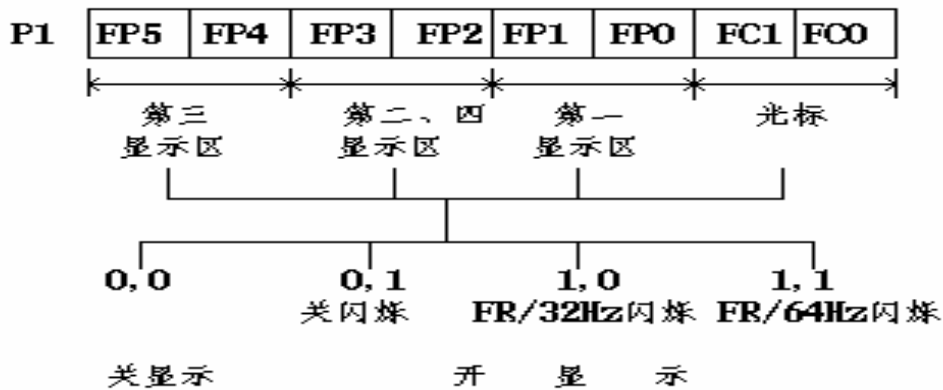 P1 FP5 FP4 FP3 FP2 FP1 FP0 FC1 FC0
第三 第二、四 第一 光标
显示区 显示区 显示区
0,0 0,1 1,0 1,1
关闪烁 FR/32Hz闪烁 FR/64Hz闪烁
关显示 开 显 示